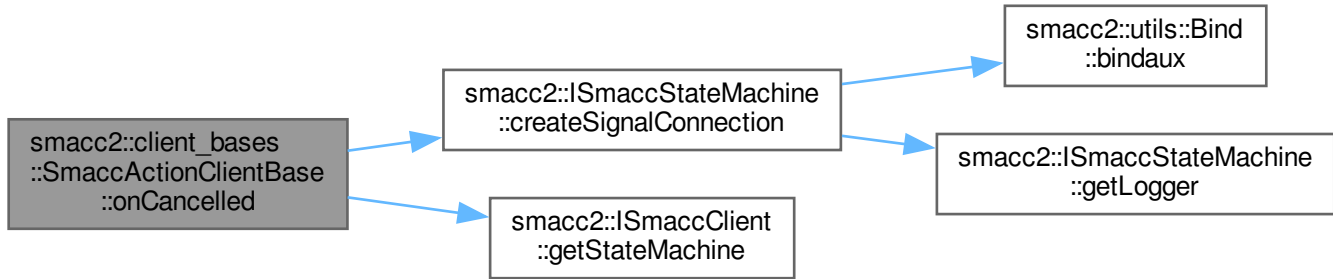 smacc2::client_bases
::SmaccActionClientBase
::onCancelled
smacc2::ISmaccStateMachine
::createSignalConnection
smacc2::utils::Bind
::bindaux
smacc2::ISmaccStateMachine
::getLogger
smacc2::ISmaccClient
::getStateMachine